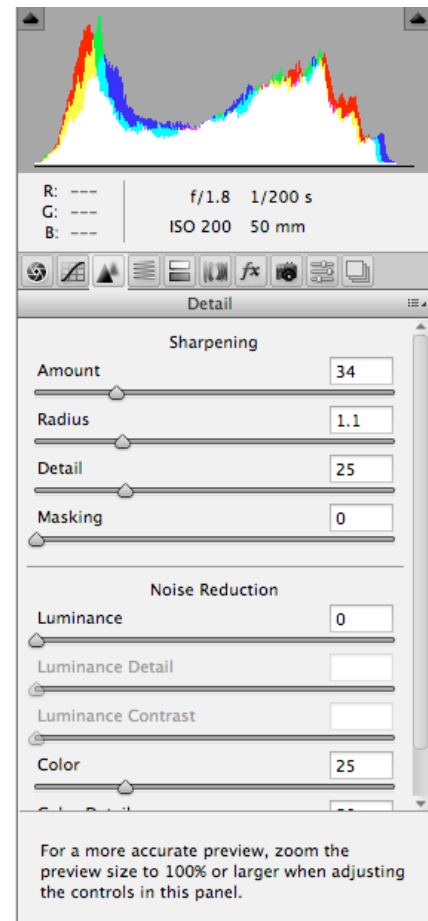 R: ---
G: ---
B: ---
f/1.8 1/200 s
ISO 200 50 mm
fx
Detail
Sharpening
Amount 34
Radius 1.1
Detail 25
Masking 0
Noise Reduction
Luminance 0
Luminance Detail
Luminance Contrast
Color 25
For a more accurate preview, zoom the
preview size to 100% or larger when adjusting
the controls in this panel.